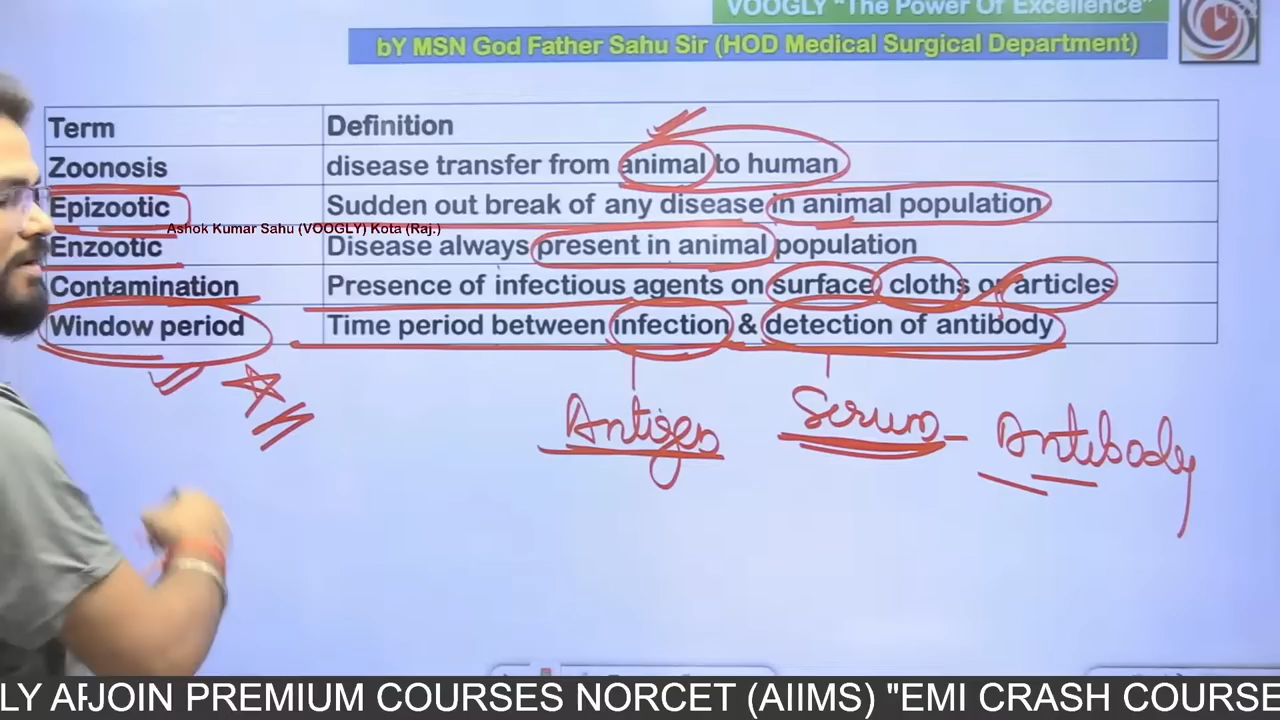 VOOGLY "The Power Of Excellence"
bY MSN God Father Sahu Sir (HOD Medical Surgical Department)
Term Definition
Zoonosis disease transfer from animal to human
Epizootic Sudden out break of any disease in animal population
Ashok Kumar Sahu (VOOGLY) Kota (Raj.)
Enzootic Disease always present in animal population
Contamination Presence of infectious agents on surface cloths or articles
Window period Time period between infection & detection of antibody
Antigen Serum - Antibody
LY AF JOIN PREMIUM COURSES NORCET (AIIMS) "EMI CRASH COURSE